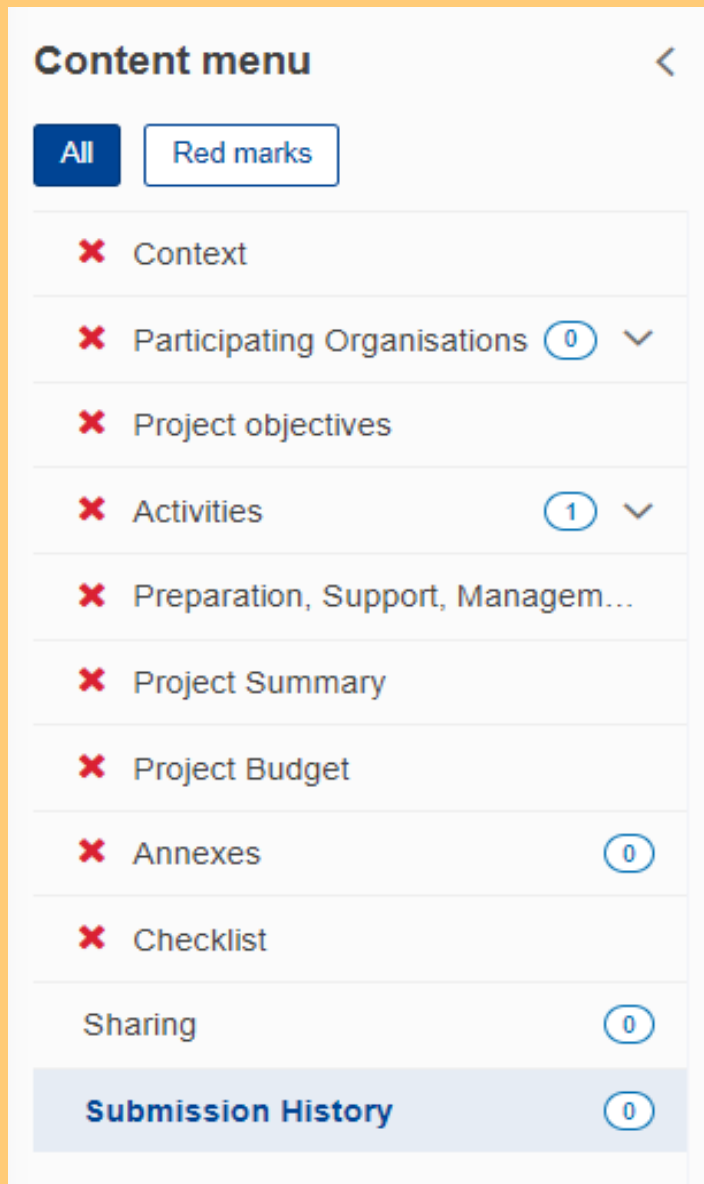 Content menu
All Red marks
Context
Participating Organisations 0
Project objectives
Activities 1
Preparation, Support, Managem...
Project Summary
Project Budget
Annexes 0
Checklist
Sharing 0
Submission History 0